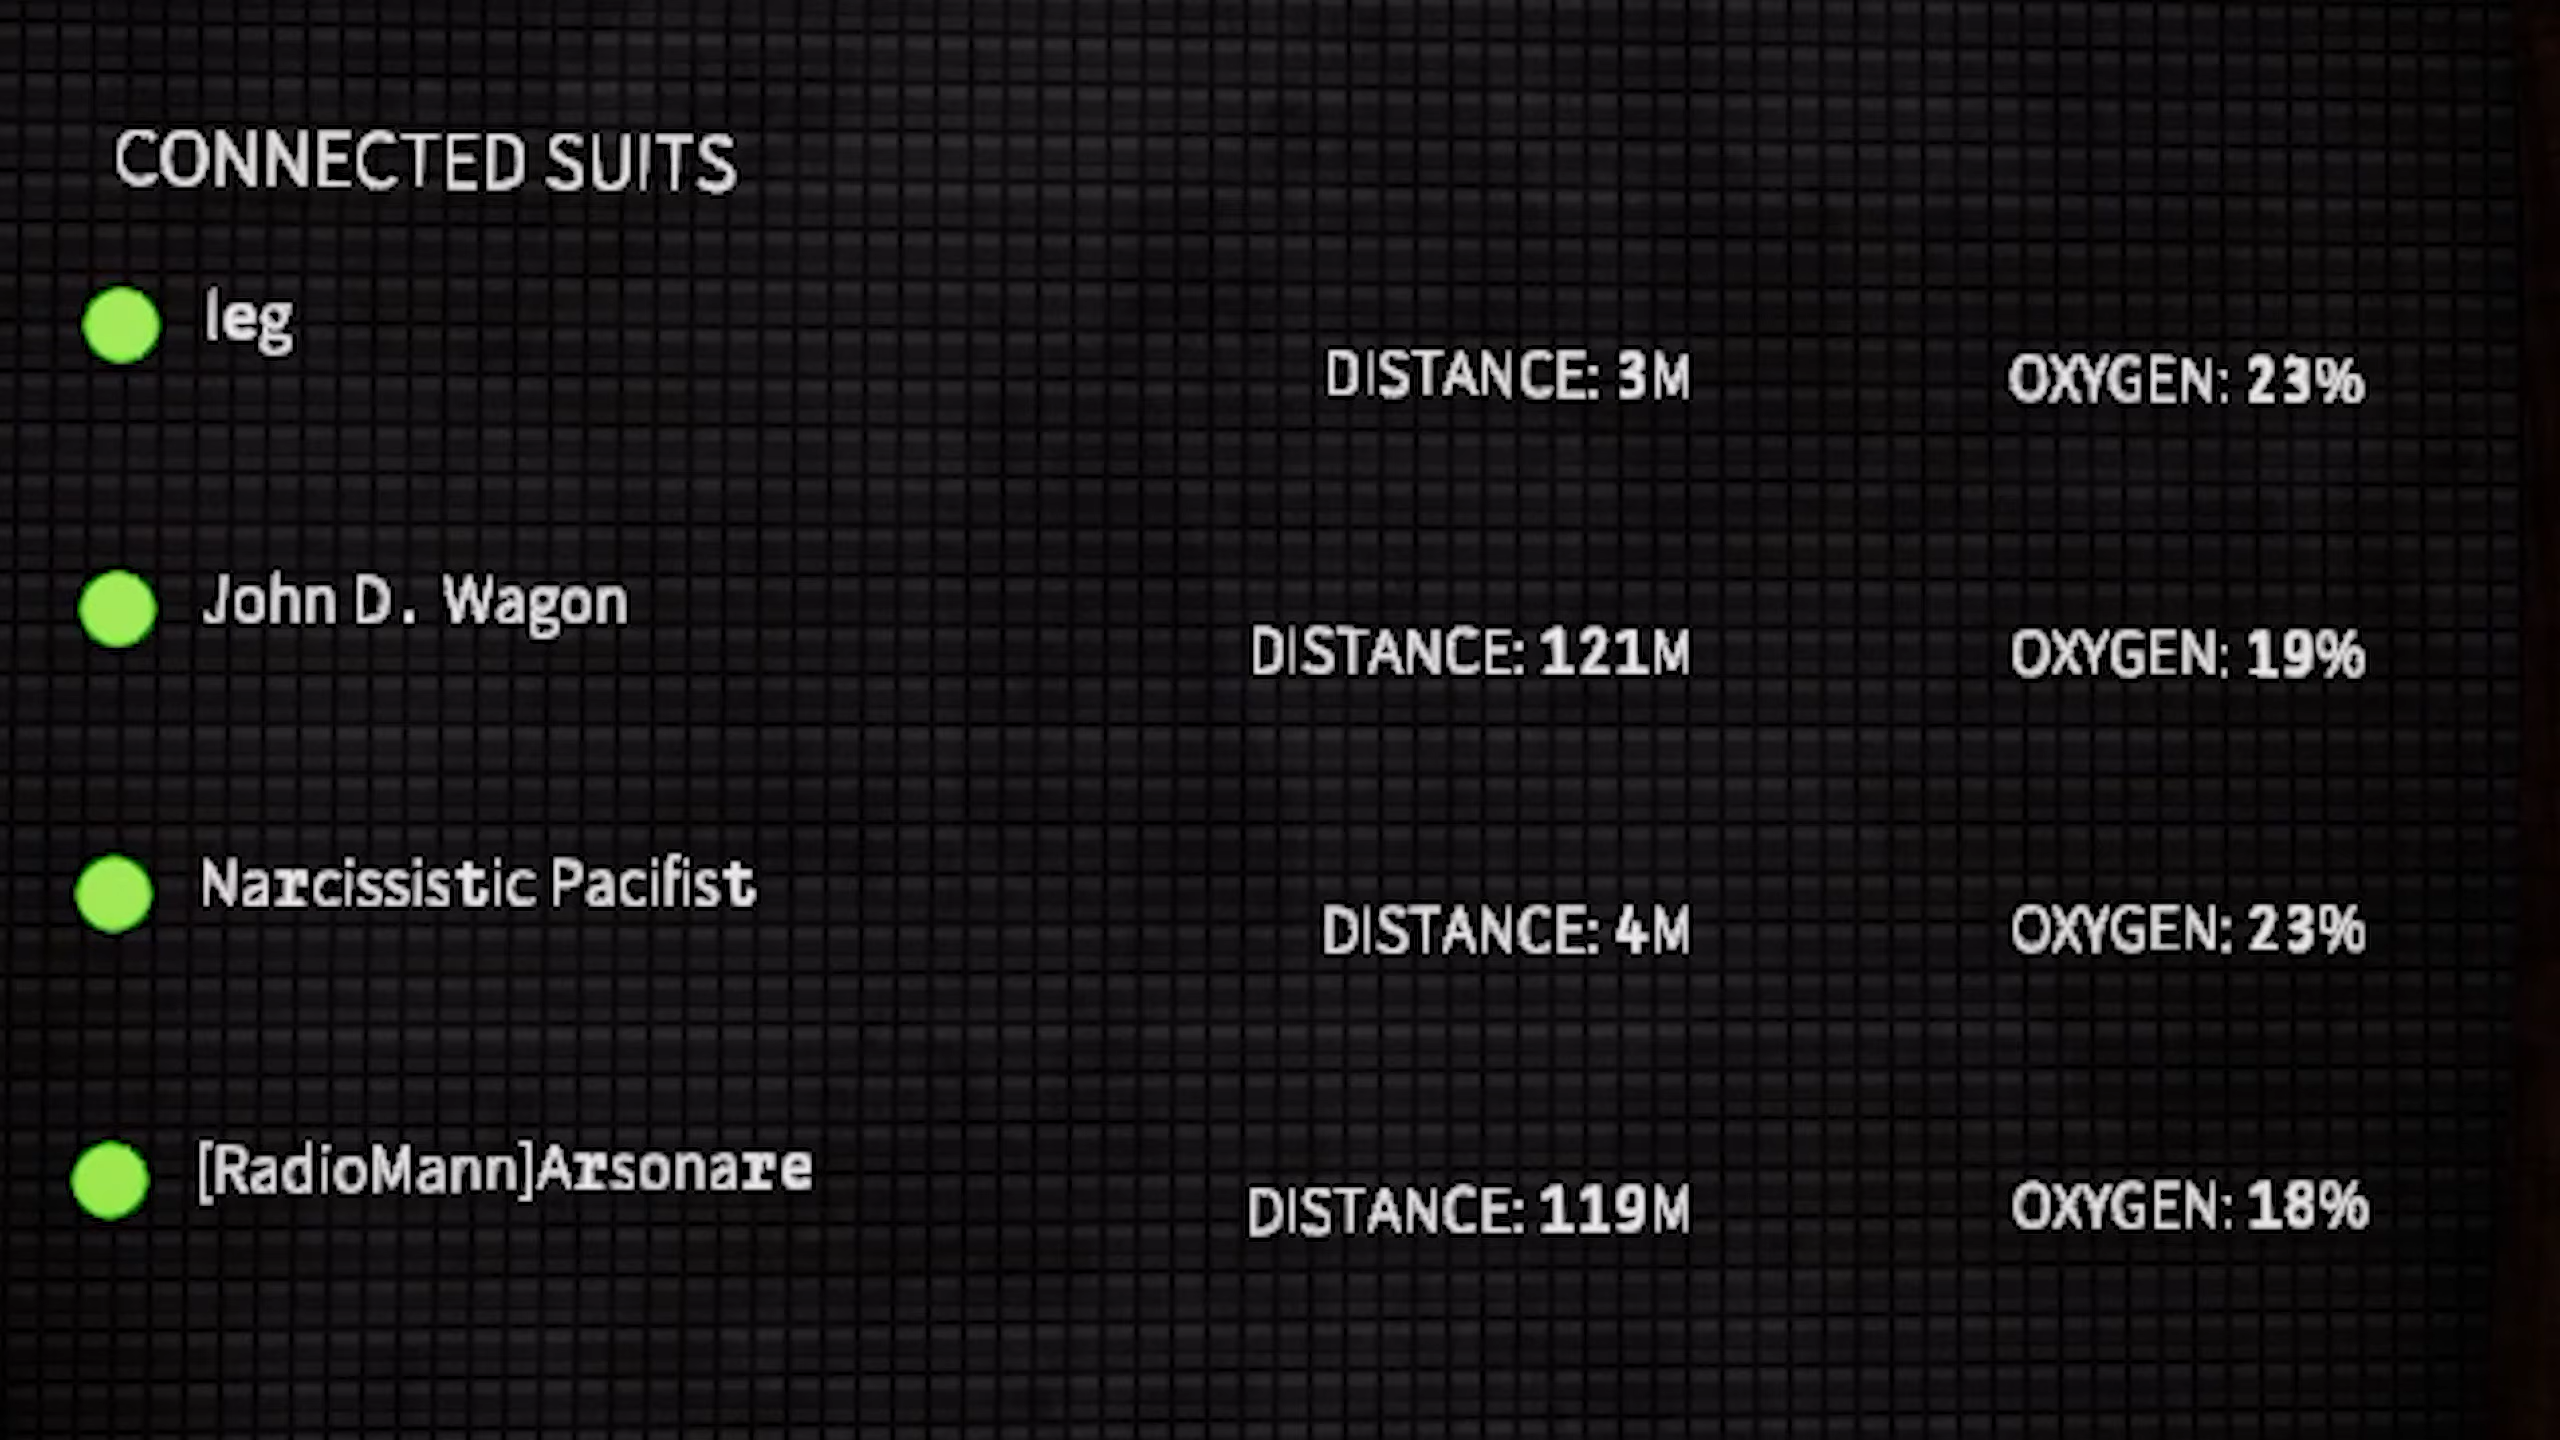 CONNECTED SUITS
leg
DISTANCE: 3M OXYGEN: 23%
John D. Wagon
DISTANCE: 121M OXYGEN: 19%
Narcissistic Pacifist
DISTANCE: 4M OXYGEN: 23%
[RadioMann]Arsonare
DISTANCE: 119M OXYGEN: 18%